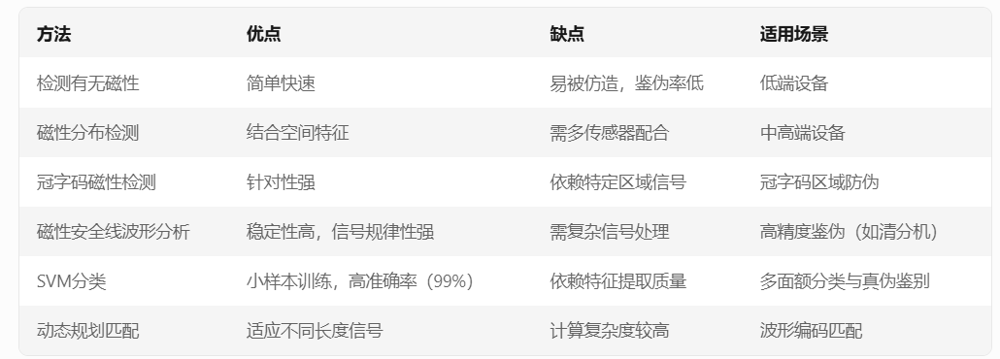 方法 优点 缺点 适用场景
检测有无磁性 简单快速 易被仿造，鉴伪率低 低端设备
磁性分布检测 结合空间特征 需多传感器配合 中高端设备
冠字码磁性检测 针对性强 依赖特定区域信号 冠字码区域防伪
磁性安全线波形分析 稳定性高，信号规律性强 需复杂信号处理 高精度鉴伪（如清分机）
SVM分类 小样本训练，高准确率（99%） 依赖特征提取质量 多面额分类与真伪鉴别
动态规划匹配 适应不同长度信号 计算复杂度较高 波形编码匹配